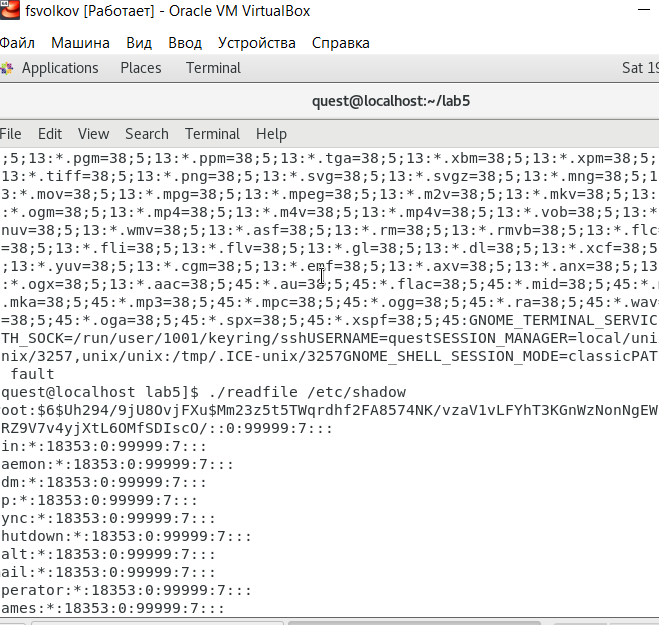 fsvolkov [Работает] - Oracle VM VirtualBox
Файл Машина Вид Ввод Устройства Справка
Applications Places Terminal Sat 19
quest@localhost:~/lab5
File Edit View Search Terminal Help
;5;13:*.pgm=38;5;13:*.ppm=38;5;13:*.tga=38;5;13:*.xbm=38;5;13:*.xpm=38;5;
13:*.tiff=38;5;13:*.png=38;5;13:*.svg=38;5;13:*.svgz=38;5;13:*.mng=38;5;1
3:*.mov=38;5;13:*.mpg=38;5;13:*.mpeg=38;5;13:*.m2v=38;5;13:*.mkv=38;5;13:
:*.ogm=38;5;13:*.mp4=38;5;13:*.m4v=38;5;13:*.mp4v=38;5;13:*.vob=38;5;13:*
nuv=38;5;13:*.wmv=38;5;13:*.asf=38;5;13:*.rm=38;5;13:*.rmvb=38;5;13:*.flc
=38;5;13:*.fli=38;5;13:*.flv=38;5;13:*.gl=38;5;13:*.dl=38;5;13:*.xcf=38;5
;13:*.yuv=38;5;13:*.cgm=38;5;13:*.emf=38;5;13:*.axv=38;5;13:*.anx=38;5;13
:*.ogx=38;5;13:*.aac=38;5;45:*.au=38;5;45:*.flac=38;5;45:*.mid=38;5;45:*.
.mka=38;5;45:*.mp3=38;5;45:*.mpc=38;5;45:*.ogg=38;5;45:*.ra=38;5;45:*.wav
=38;5;45:*.oga=38;5;45:*.spx=38;5;45:*.xspf=38;5;45:GNOME_TERMINAL_SERVIC
TH_SOCK=/run/user/1001/keyring/sshUSERNAME=questSESSION_MANAGER=local/uni
nix/3257,unix/unix:/tmp/.ICE-unix/3257GNOME_SHELL_SESSION_MODE=classicPAT
fault
quest@localhost lab5]$ ./readfile /etc/shadow
oot:$6$Uh294/9jU8OvjFXu$Mm23z5t5TWqrdhf2FA8574NK/vzaV1vLFYhT3KGnWzNonNgEW
RZ9V7v4yjXtL6OMfSDIscO/::0:99999:7:::
in:*:18353:0:99999:7:::
aemon:*:18353:0:99999:7:::
dm:*:18353:0:99999:7:::
p:*:18353:0:99999:7:::
ync:*:18353:0:99999:7:::
hutdown:*:18353:0:99999:7:::
alt:*:18353:0:99999:7:::
ail:*:18353:0:99999:7:::
perator:*:18353:0:99999:7:::
ames:*:18353:0:99999:7:::